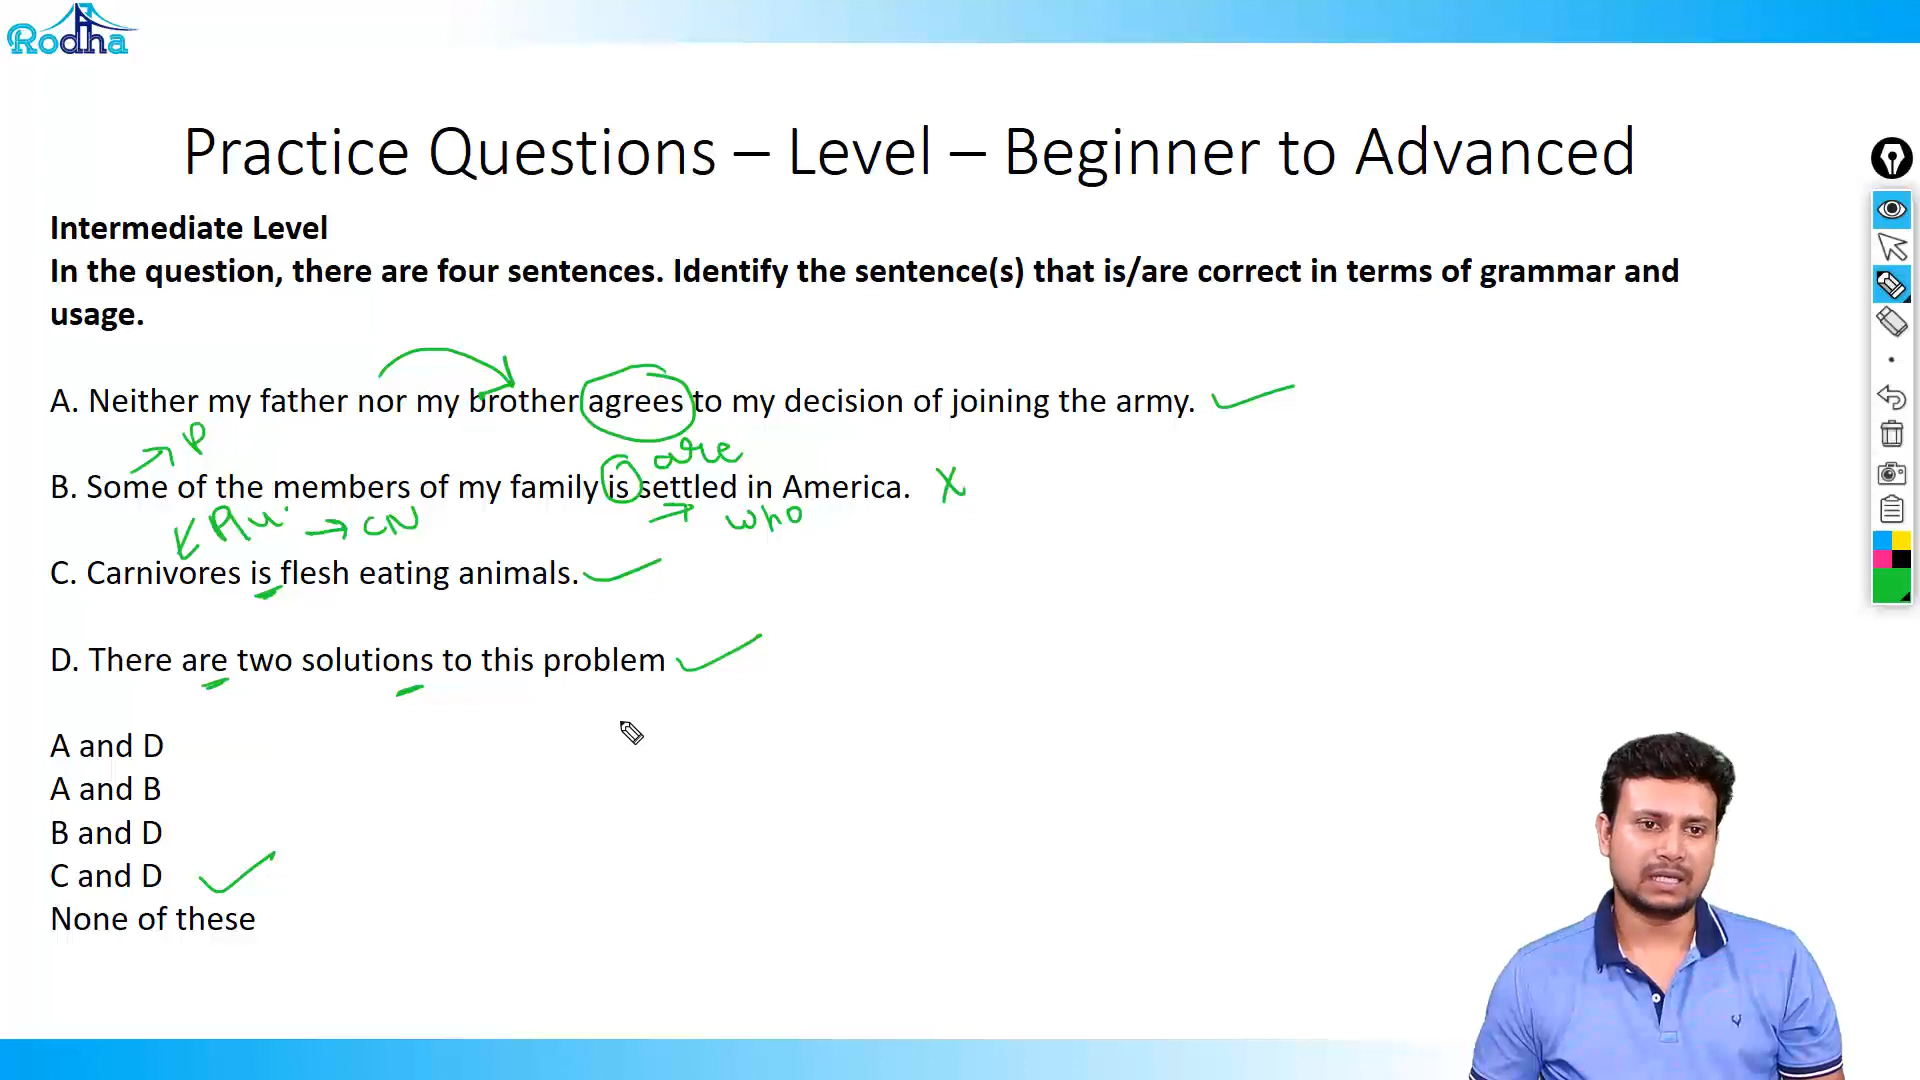 Rodha
Practice Questions – Level – Beginner to Advanced
Intermediate Level
In the question, there are four sentences. Identify the sentence(s) that is/are correct in terms of grammar and
usage.
A. Neither my father nor my brother agrees to my decision of joining the army.
P
are
B. Some of the members of my family is settled in America. X
Plu. → CN
who
C. Carnivores is flesh eating animals.
D. There are two solutions to this problem
A and D
A and B
B and D
C and D
None of these